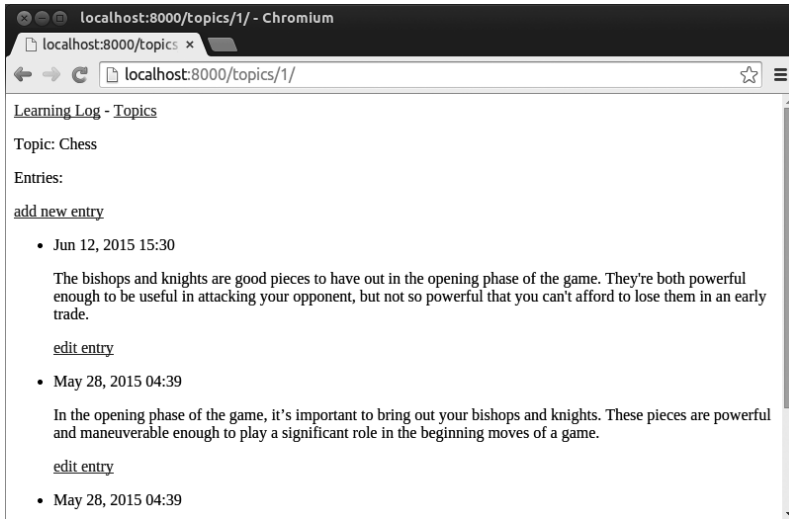 localhost:8000/topics/1/ - Chromium
localhost:8000/topics ×
localhost:8000/topics/1/
Learning Log - Topics
Topic: Chess
Entries:
add new entry
• Jun 12, 2015 15:30
The bishops and knights are good pieces to have out in the opening phase of the game. They're both powerful
enough to be useful in attacking your opponent, but not so powerful that you can't afford to lose them in an early
trade.
edit entry
• May 28, 2015 04:39
In the opening phase of the game, it’s important to bring out your bishops and knights. These pieces are powerful
and maneuverable enough to play a significant role in the beginning moves of a game.
edit entry
• May 28, 2015 04:39